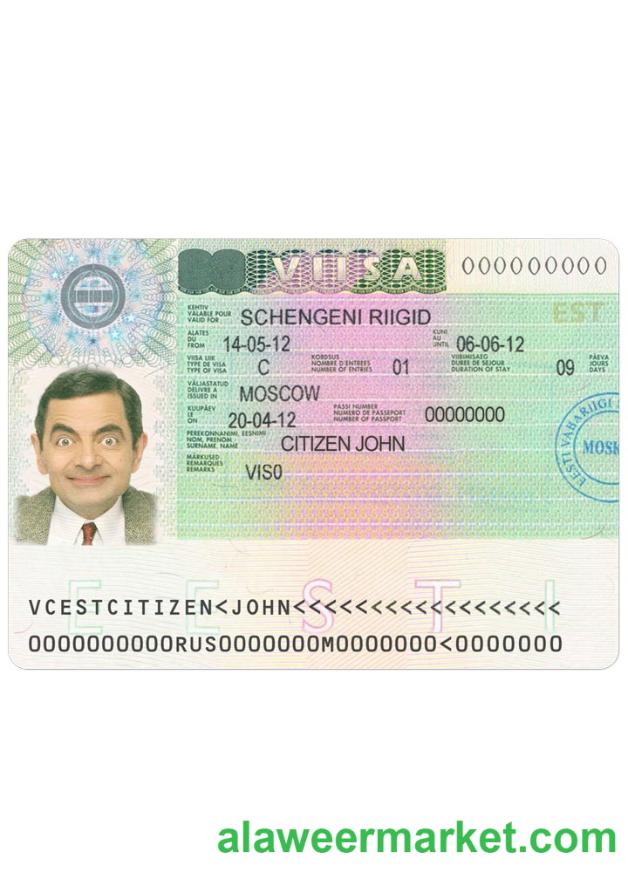 VIISA 000000000
KEHTIV
VALABLE POUR
VALID FOR
SCHENGENI RIIGID
EST
ALATES
DU
FROM
14-05-12
KUNI
AU
UNTIL
06-06-12
VIISA LIIK
TYPE DE VISA
TYPE OF VISA
C
KORDSUS
NOMBRE D'ENTREES
NUMBER OF ENTRIES
01
VIIBIMISAEG
DUREE DE SEJOUR
DURATION OF STAY
09
PÄEVA
JOURS
DAYS
VÄLJASTATUD
DELIVRE A
ISSUED IN
MOSCOW
KUUPÄEV
LE
ON
20-04-12
PASSI NUMBER
NUMERO DE PASSEPORT
NUMBER OF PASSPORT
00000000
PEREKONNANIMI, EESNIMI
NOM, PRENOM
SURNAME, NAME
CITIZEN JOHN
MÄRKUSED
REMARQUES
REMARKS
VIS0
EESTI VABARIIGI
MOSK
EESTI
VCESTCITIZEN<JOHN<<<<<<<<<<<<<<<<<<<
0000000000RUS0000000M0000000<0000000
alaweermarket.com